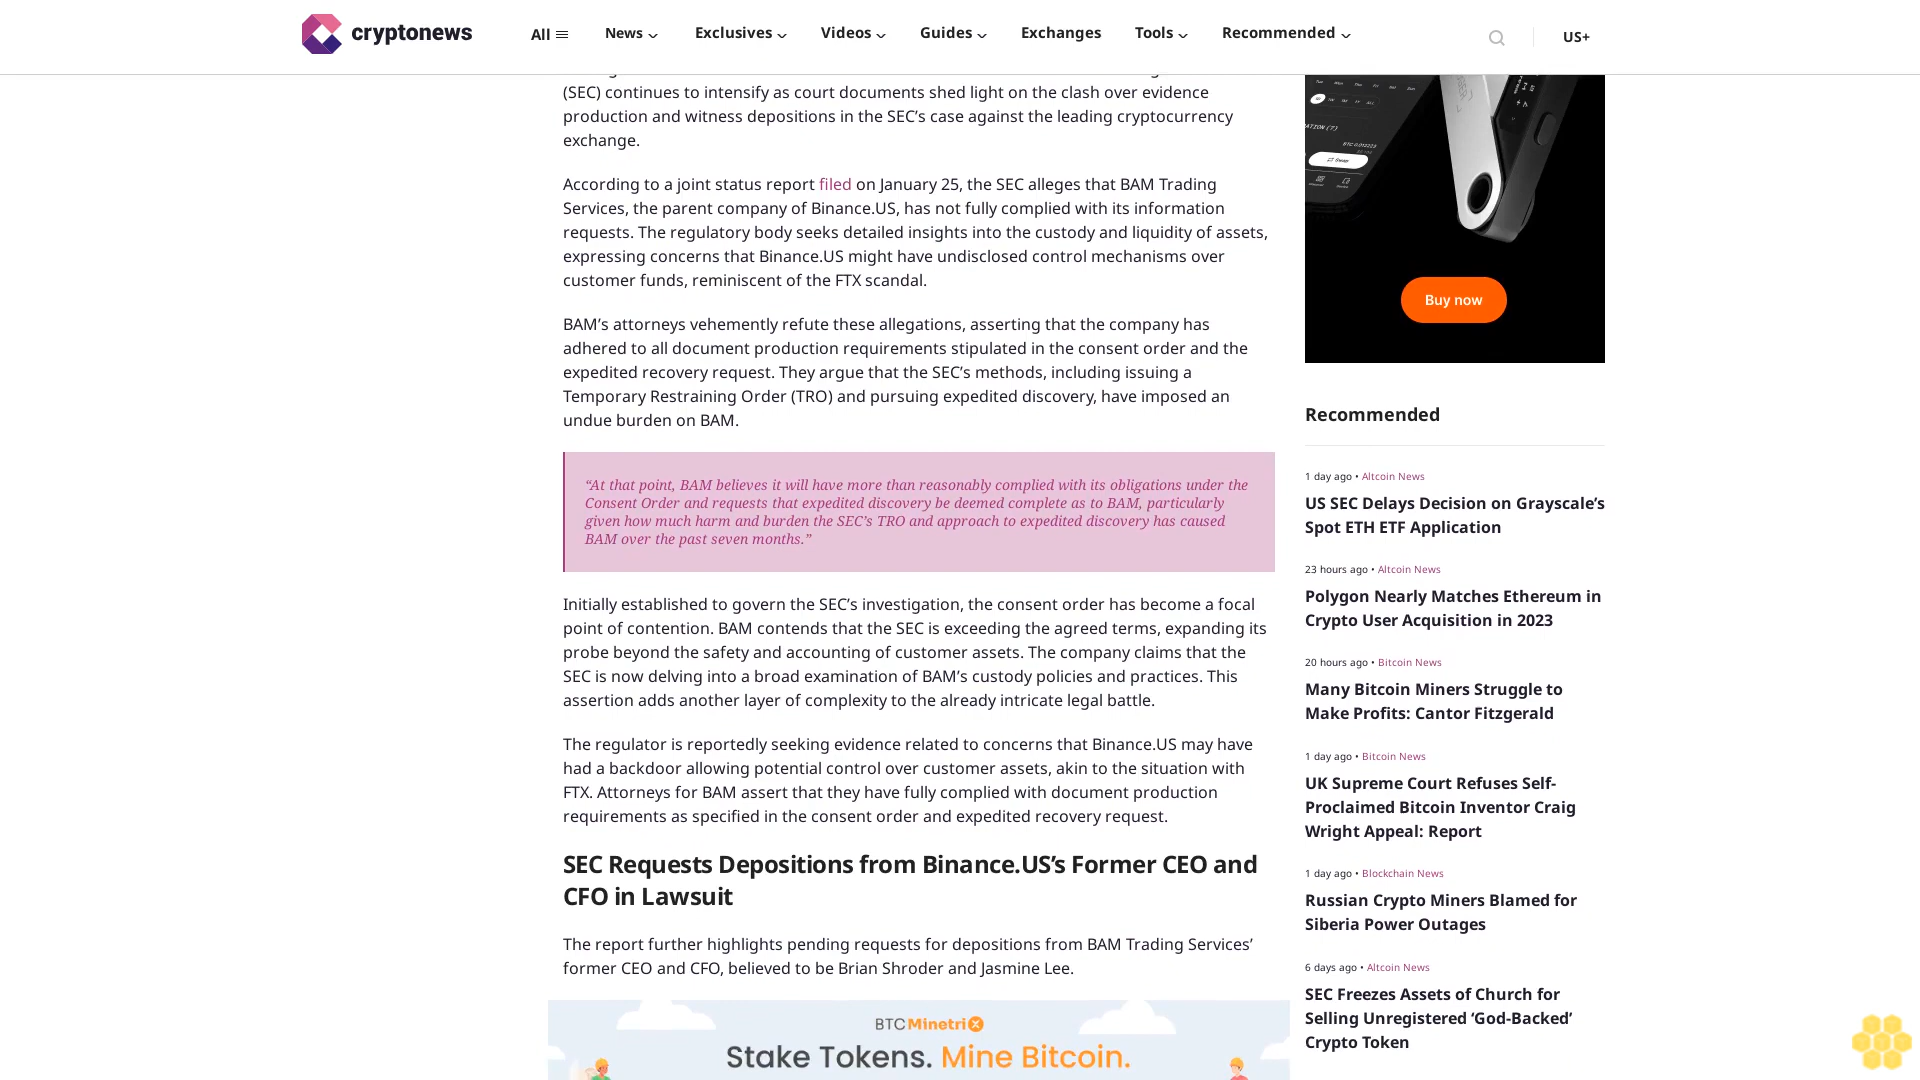 cryptonews
All
News
Exclusives
Videos
Guides
Exchanges
Tools
Recommended
US+
(SEC) continues to intensify as court documents shed light on the clash over evidence
production and witness depositions in the SEC’s case against the leading cryptocurrency
exchange.
According to a joint status report filed on January 25, the SEC alleges that BAM Trading
Services, the parent company of Binance.US, has not fully complied with its information
requests. The regulatory body seeks detailed insights into the custody and liquidity of assets,
expressing concerns that Binance.US might have undisclosed control mechanisms over
customer funds, reminiscent of the FTX scandal.
BAM’s attorneys vehemently refute these allegations, asserting that the company has
adhered to all document production requirements stipulated in the consent order and the
expedited recovery request. They argue that the SEC’s methods, including issuing a
Temporary Restraining Order (TRO) and pursuing expedited discovery, have imposed an
undue burden on BAM.
“At that point, BAM believes it will have more than reasonably complied with its obligations under the
Consent Order and requests that expedited discovery be deemed complete as to BAM, particularly
given how much harm and burden the SEC’s TRO and approach to expedited discovery has caused
BAM over the past seven months.”
Initially established to govern the SEC’s investigation, the consent order has become a focal
point of contention. BAM contends that the SEC is exceeding the agreed terms, expanding its
probe beyond the safety and accounting of customer assets. The company claims that the
SEC is now delving into a broad examination of BAM’s custody policies and practices. This
assertion adds another layer of complexity to the already intricate legal battle.
The regulator is reportedly seeking evidence related to concerns that Binance.US may have
had a backdoor allowing potential control over customer assets, akin to the situation with
FTX. Attorneys for BAM assert that they have fully complied with document production
requirements as specified in the consent order and expedited recovery request.
SEC Requests Depositions from Binance.US’s Former CEO and
CFO in Lawsuit
The report further highlights pending requests for depositions from BAM Trading Services’
former CEO and CFO, believed to be Brian Shroder and Jasmine Lee.
BTCMinetrix
Stake Tokens. Mine Bitcoin.
Buy now
Recommended
1 day ago • Altcoin News
US SEC Delays Decision on Grayscale’s
Spot ETH ETF Application
23 hours ago • Altcoin News
Polygon Nearly Matches Ethereum in
Crypto User Acquisition in 2023
20 hours ago • Bitcoin News
Many Bitcoin Miners Struggle to
Make Profits: Cantor Fitzgerald
1 day ago • Bitcoin News
UK Supreme Court Refuses Self-
Proclaimed Bitcoin Inventor Craig
Wright Appeal: Report
1 day ago • Blockchain News
Russian Crypto Miners Blamed for
Siberia Power Outages
6 days ago • Altcoin News
SEC Freezes Assets of Church for
Selling Unregistered ‘God-Backed’
Crypto Token